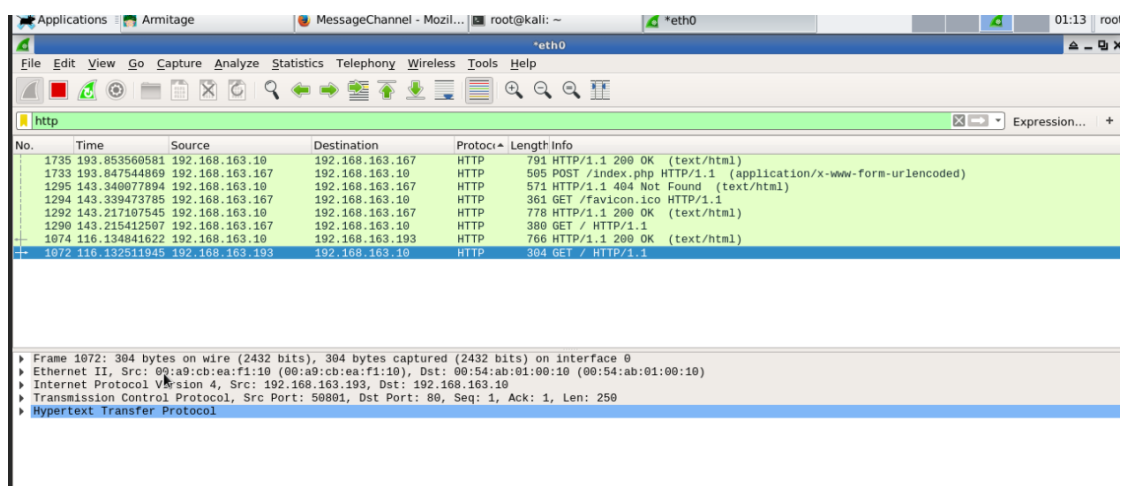 Applications Armitage MessageChannel - Mozil... root@kali: ~ *eth0 01:13 root
*eth0
File Edit View Go Capture Analyze Statistics Telephony Wireless Tools Help
http Expression... +
No. Time Source Destination Protoco Length Info
1735 193.853560581 192.168.163.10 192.168.163.167 HTTP 791 HTTP/1.1 200 OK (text/html)
1733 193.847544869 192.168.163.167 192.168.163.10 HTTP 505 POST /index.php HTTP/1.1 (application/x-www-form-urlencoded)
1295 143.340077894 192.168.163.10 192.168.163.167 HTTP 571 HTTP/1.1 404 Not Found (text/html)
1294 143.339473785 192.168.163.167 192.168.163.10 HTTP 361 GET /favicon.ico HTTP/1.1
1292 143.217107545 192.168.163.10 192.168.163.167 HTTP 778 HTTP/1.1 200 OK (text/html)
1290 143.215412507 192.168.163.167 192.168.163.10 HTTP 380 GET / HTTP/1.1
1074 116.134841622 192.168.163.10 192.168.163.193 HTTP 766 HTTP/1.1 200 OK (text/html)
1072 116.132511945 192.168.163.193 192.168.163.10 HTTP 304 GET / HTTP/1.1
Frame 1072: 304 bytes on wire (2432 bits), 304 bytes captured (2432 bits) on interface 0
Ethernet II, Src: 00:a9:cb:ea:f1:10 (00:a9:cb:ea:f1:10), Dst: 00:54:ab:01:00:10 (00:54:ab:01:00:10)
Internet Protocol Version 4, Src: 192.168.163.193, Dst: 192.168.163.10
Transmission Control Protocol, Src Port: 50801, Dst Port: 80, Seq: 1, Ack: 1, Len: 250
Hypertext Transfer Protocol